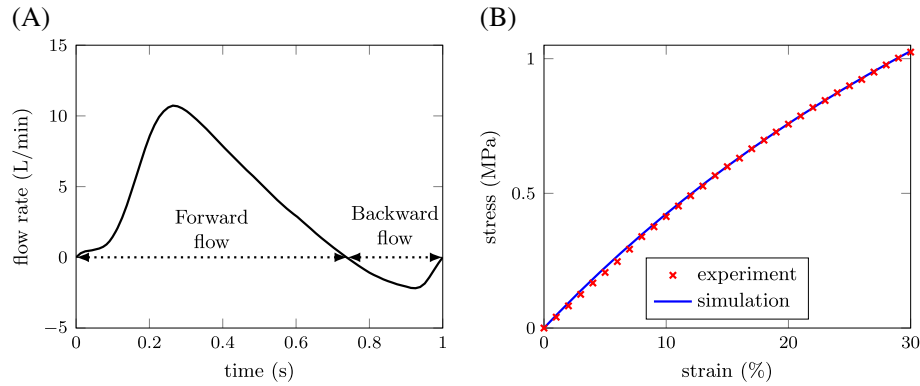 (A)
flow rate (L/min)
15
10
5
0
−5
Forward
flow
Backward
flow
0
0.2
0.4
0.6
0.8
1
time (s)
(B)
stress (MPa)
1
0.5
0
experiment
simulation
0
10
20
30
strain (%)